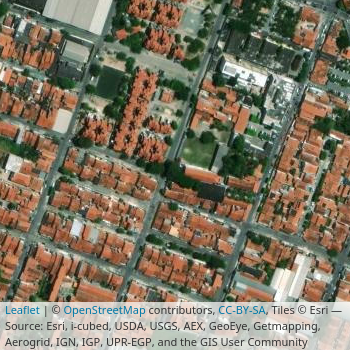 Leaflet | © OpenStreetMap contributors, CC-BY-SA, Tiles © Esri —
Source: Esri, i-cubed, USDA, USGS, AEX, GeoEye, Getmapping,
Aerogrid, IGN, IGP, UPR-EGP, and the GIS User Community